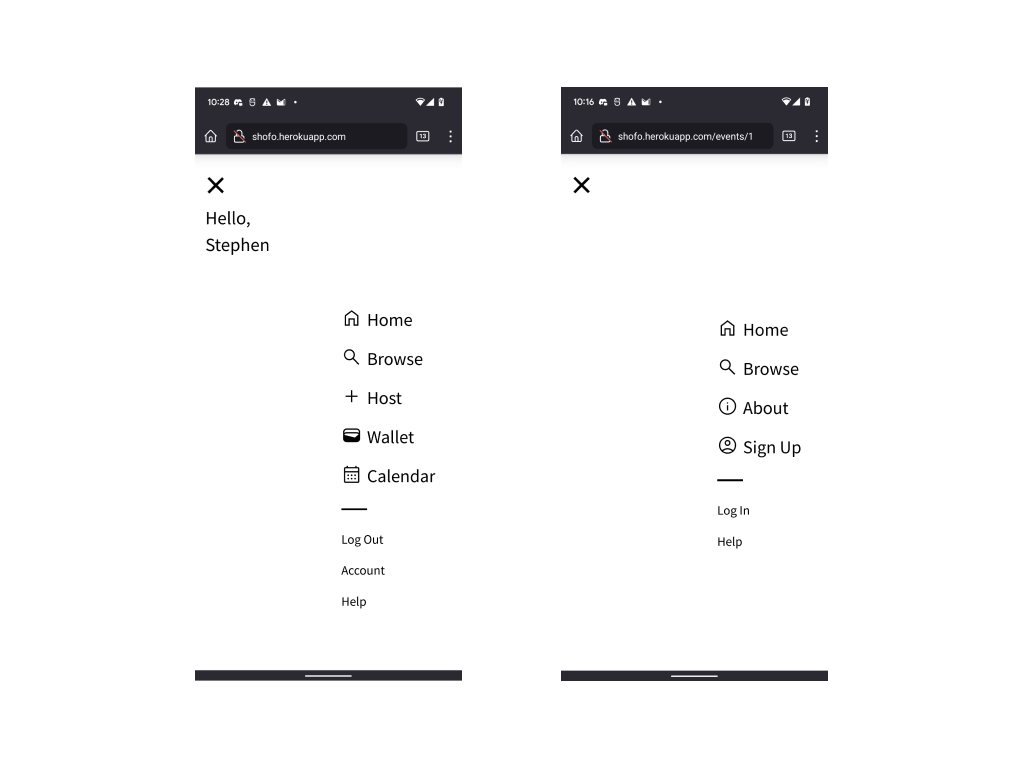 10:28
13
shofo.herokuapp.com
Hello,
Stephen
Home
Browse
Host
Wallet
Calendar
Log Out
Account
Help
10:16
13
shofo.herokuapp.com/events/1
Home
Browse
About
Sign Up
Log In
Help